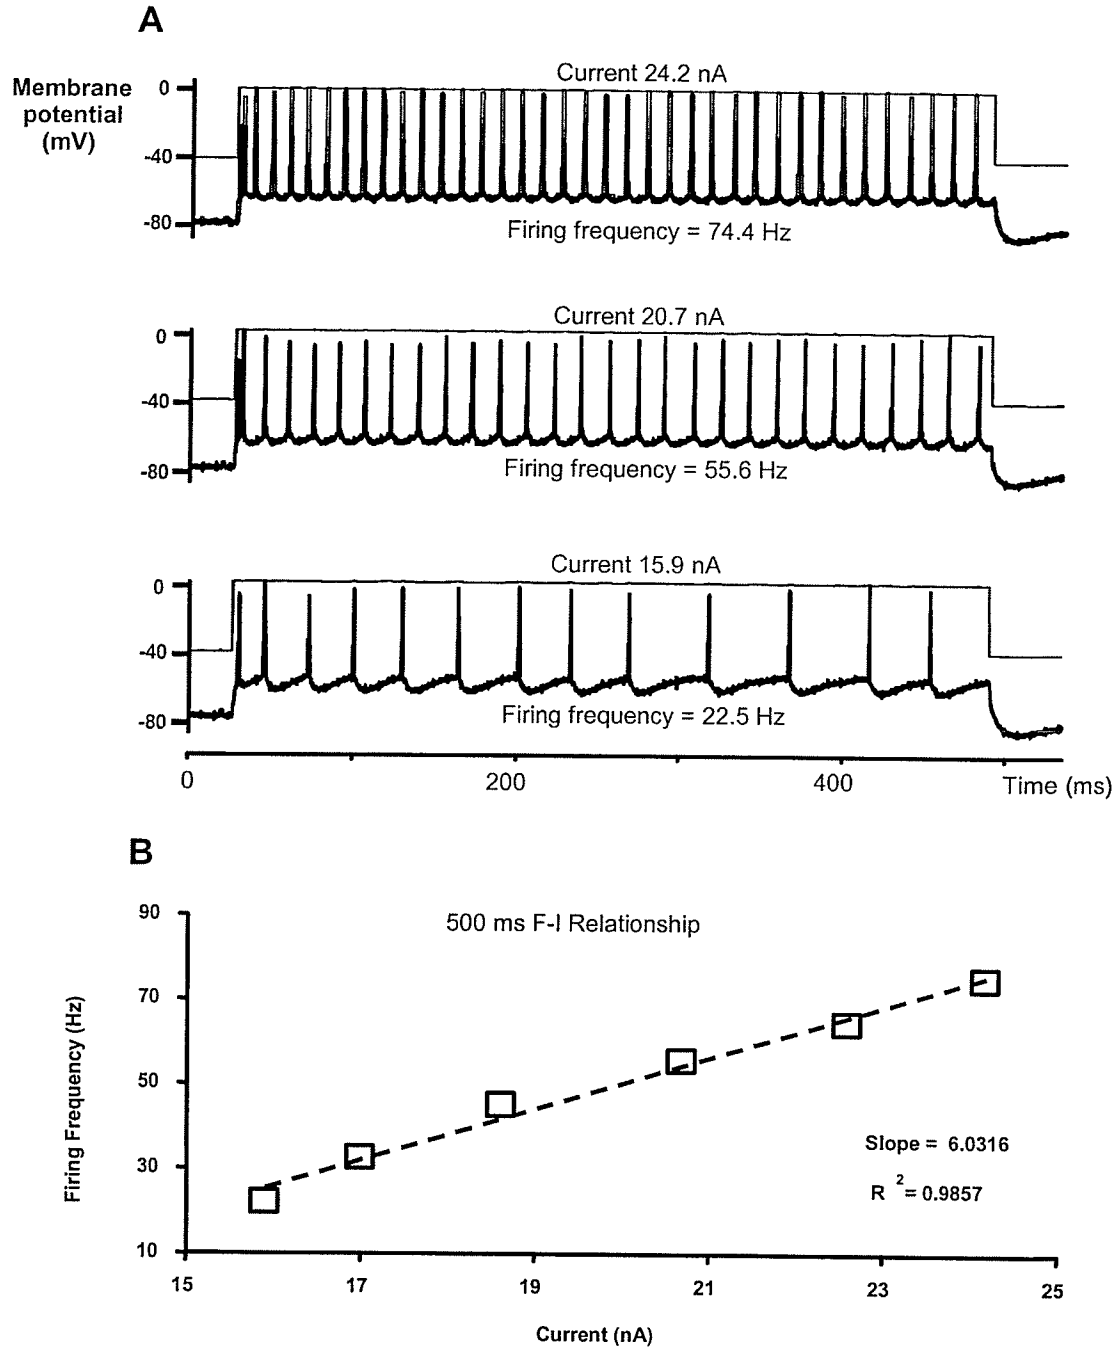 A
Membrane
potential
(mV)
Current 24.2 nA
0
-40
-80
Firing frequency = 74.4 Hz
Current 20.7 nA
0
-40
-80
Firing frequency = 55.6 Hz
Current 15.9 nA
0
-40
-80
Firing frequency = 22.5 Hz
0 200 400 Time (ms)
B
500 ms F-I Relationship
Firing Frequency (Hz)
90
70
50
30
10
Slope = 6.0316
R 2 = 0.9857
15 17 19 21 23 25
Current (nA)